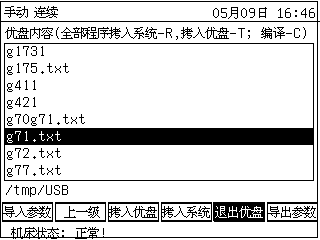 手动 连续 05月09日 16:46
优盘内容(全部程序拷入系统-R,拷入优盘-T; 编译-C)
g1731
g175.txt
g411
g421
g70g71.txt
g71.txt
g72.txt
g77.txt
/tmp/USB
导入参数 上一级 拷入优盘 拷入系统 退出优盘 导出参数
机床状态: 正常!